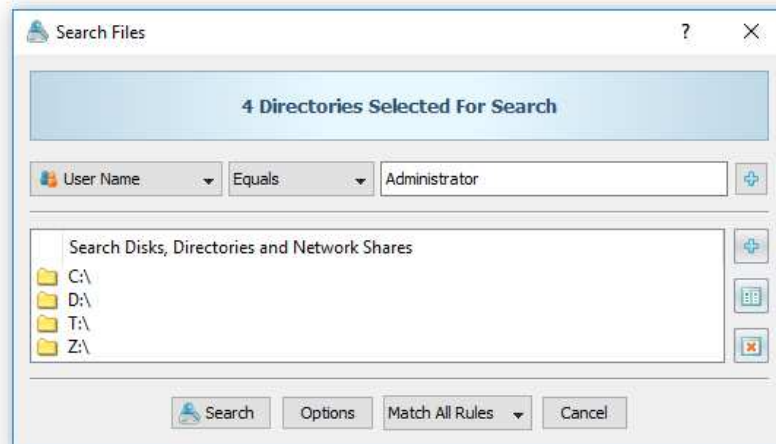 Search Files
?
4 Directories Selected For Search
User Name Equals Administrator
Search Disks, Directories and Network Shares
C:\
D:\
T:\
Z:\
Search Options Match All Rules Cancel